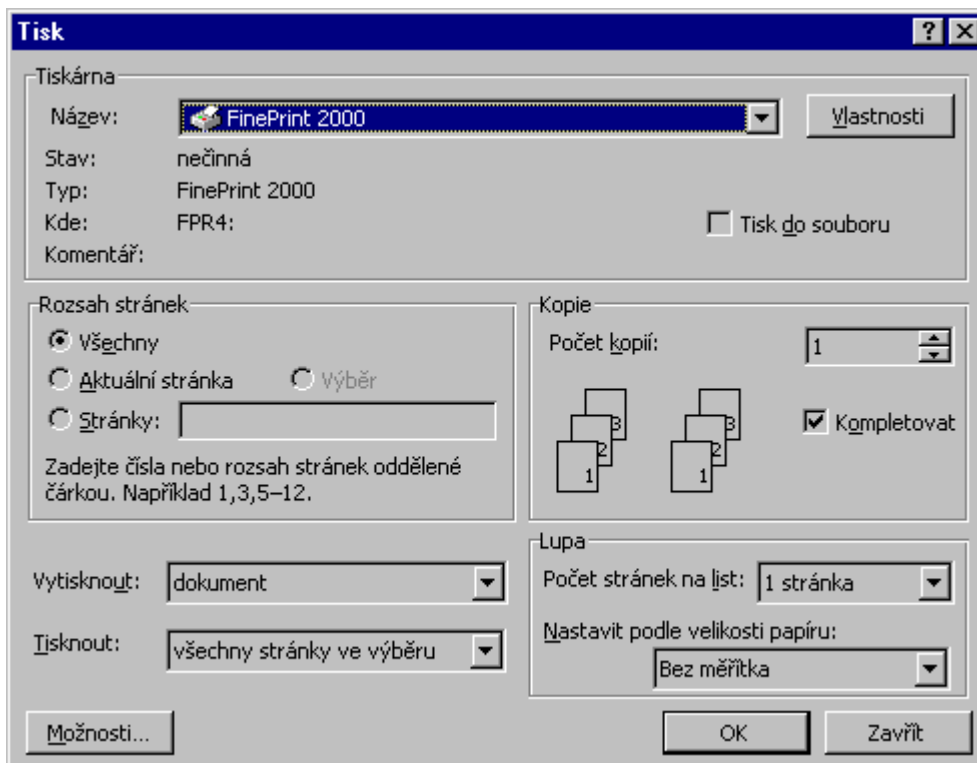 Tisk
Tiskárna
Název: FinePrint 2000 Vlastnosti
Stav: nečinná
Typ: FinePrint 2000
Kde: FPR4: Tisk do souboru
Komentář:
Rozsah stránek
Všechny
Aktuální stránka Výběr
Stránky:
Zadejte čísla nebo rozsah stránek oddělené
čárkou. Například 1,3,5–12.
Kopie
Počet kopií: 1
3 3
2 2
1 1
Kompletovat
Vytisknout: dokument
Tisknout: všechny stránky ve výběru
Lupa
Počet stránek na list: 1 stránka
Nastavit podle velikosti papíru:
Bez měřítka
Možnosti... OK Zavřít